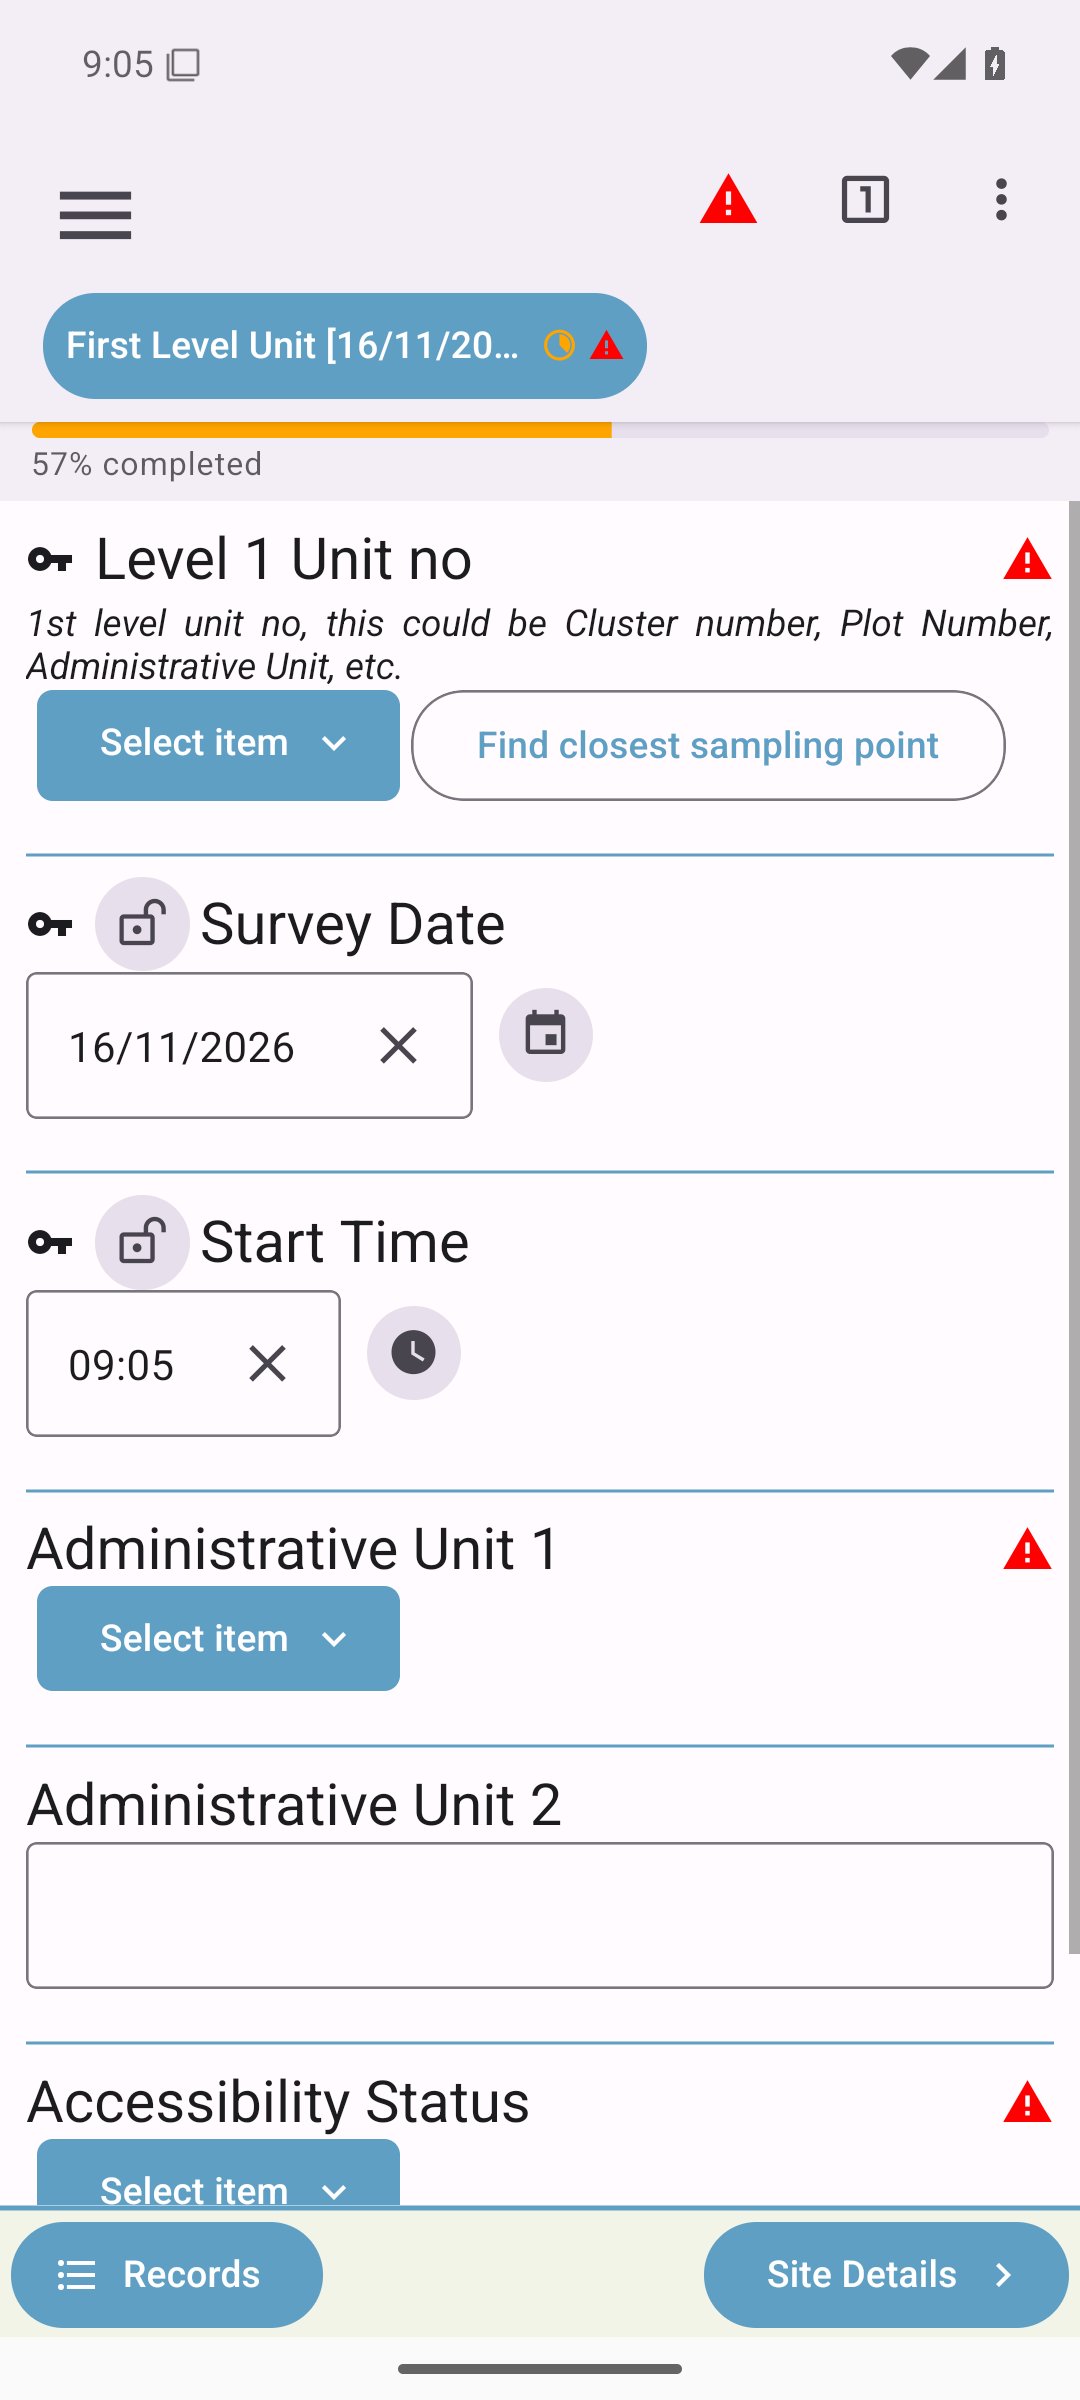 9:05
1
First Level Unit [16/11/20...
57% completed
Level 1 Unit no
1st level unit no, this could be Cluster number, Plot Number,
Administrative Unit, etc.
Select item
Find closest sampling point
Survey Date
16/11/2026
Start Time
09:05
Administrative Unit 1
Select item
Administrative Unit 2
Accessibility Status
Select item
Records
Site Details